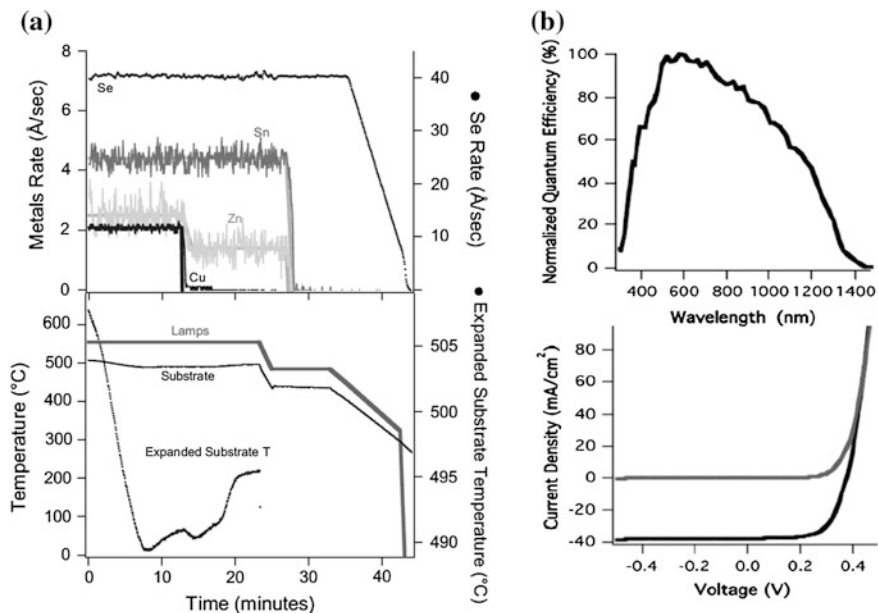 (a)
8
6
4
2
0
Metals Rate (Å/sec)
Se
Sn
Zn
Cu
40
30
20
10
● Se Rate (Å/sec)
600
500
400
300
200
100
0
Temperature (°C)
Lamps
Substrate
Expanded Substrate T
505
500
495
490
● Expanded Substrate Temperature (°C)
0 10 20 30 40
Time (minutes)
(b)
100
80
60
40
20
0
Normalized Quantum Efficiency (%)
400 600 800 1000 1200 1400
Wavelength (nm)
80
60
40
20
0
-20
-40
Current Density (mA/cm²)
-0.4 -0.2 0.0 0.2 0.4
Voltage (V)